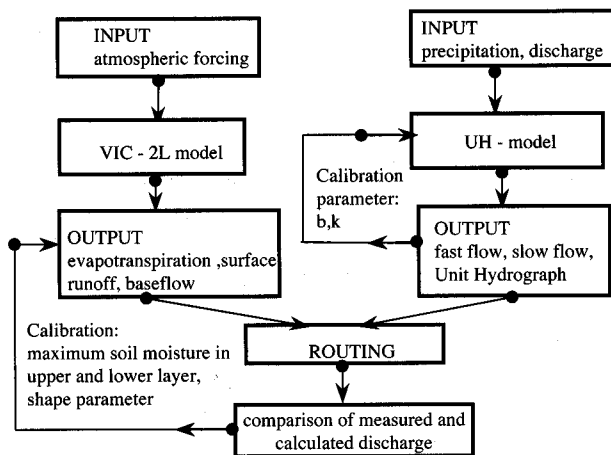 INPUT
atmospheric forcing
INPUT
precipitation, discharge
VIC - 2L model
UH - model
Calibration
parameter:
b,k
OUTPUT
evapotranspiration ,surface
runoff, baseflow
OUTPUT
fast flow, slow flow,
Unit Hydrograph
Calibration:
maximum soil moisture in
upper and lower layer,
shape parameter
ROUTING
comparison of measured and
calculated discharge